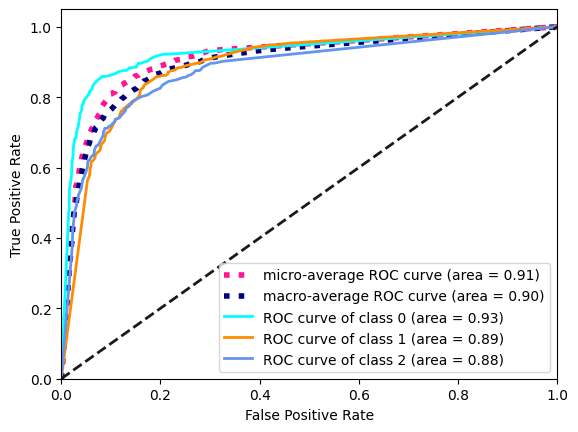 1.0
0.8
0.6
0.4
0.2
0.0
True Positive Rate
micro-average ROC curve (area = 0.91)
macro-average ROC curve (area = 0.90)
ROC curve of class 0 (area = 0.93)
ROC curve of class 1 (area = 0.89)
ROC curve of class 2 (area = 0.88)
0.0 0.2 0.4 0.6 0.8 1.0
False Positive Rate